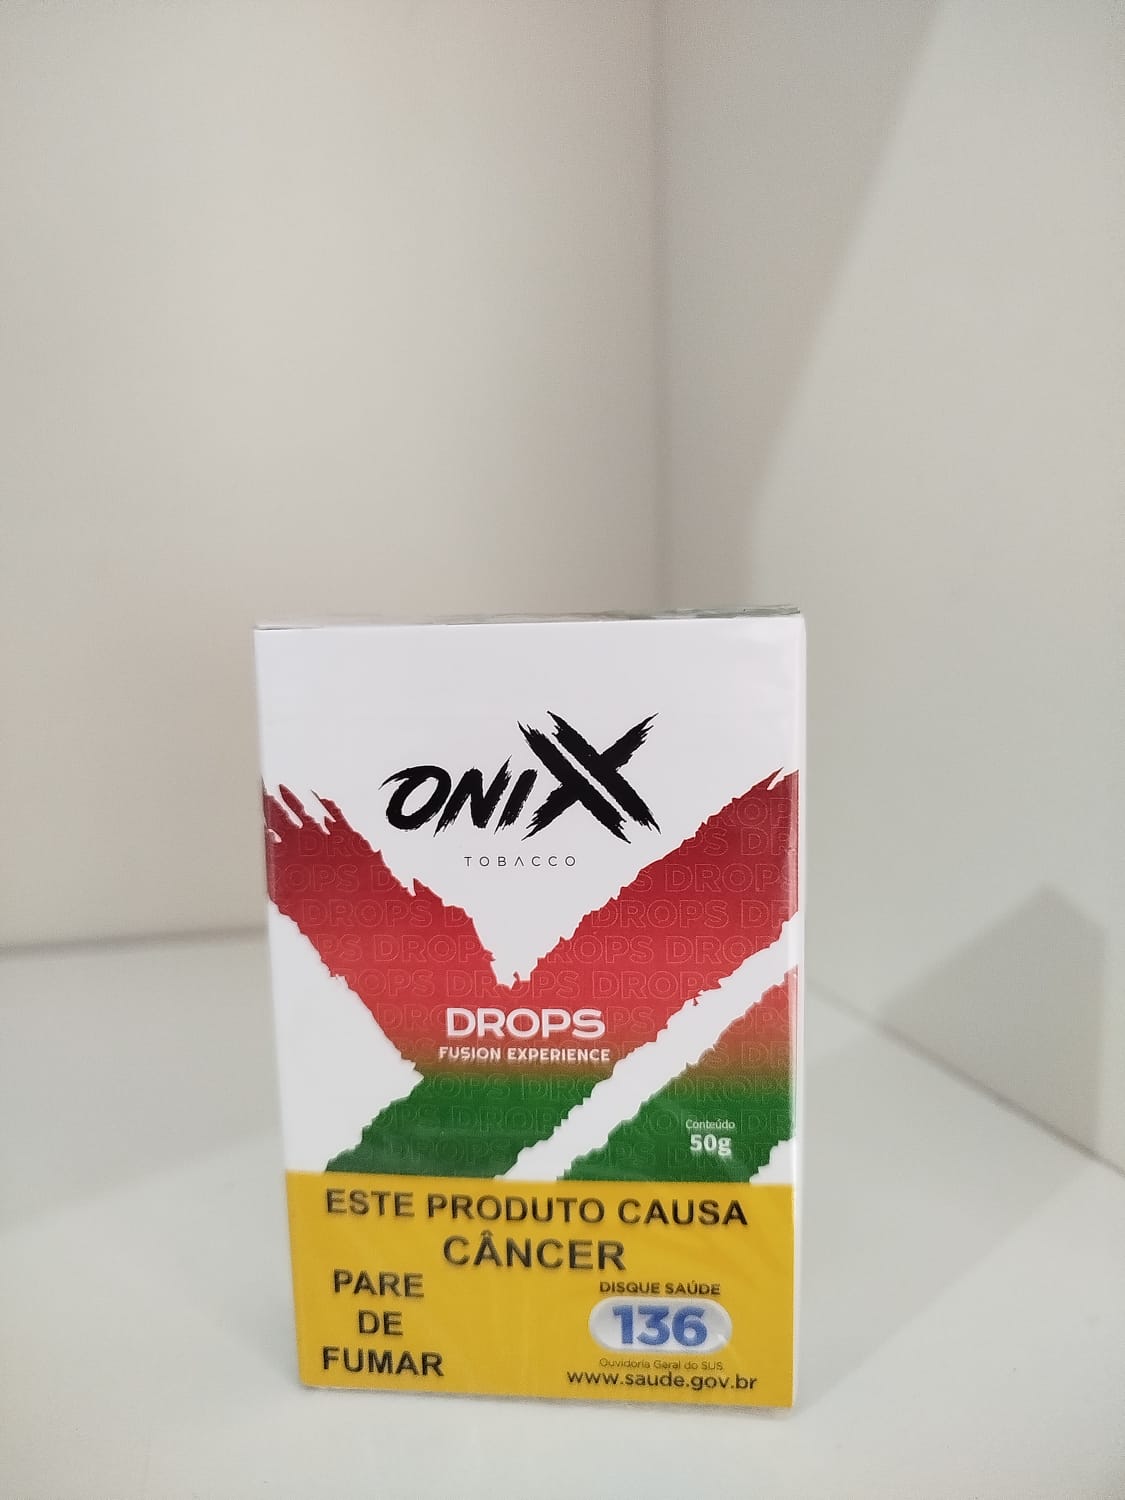 ONIXX
TOBACCO
DROPS
FUSION EXPERIENCE
Conteúdo
50g
ESTE PRODUTO CAUSA
CÂNCER
PARE
DE
FUMAR
DISQUE SAÚDE
136
Ouvidoria Geral do SUS
www.saude.gov.br